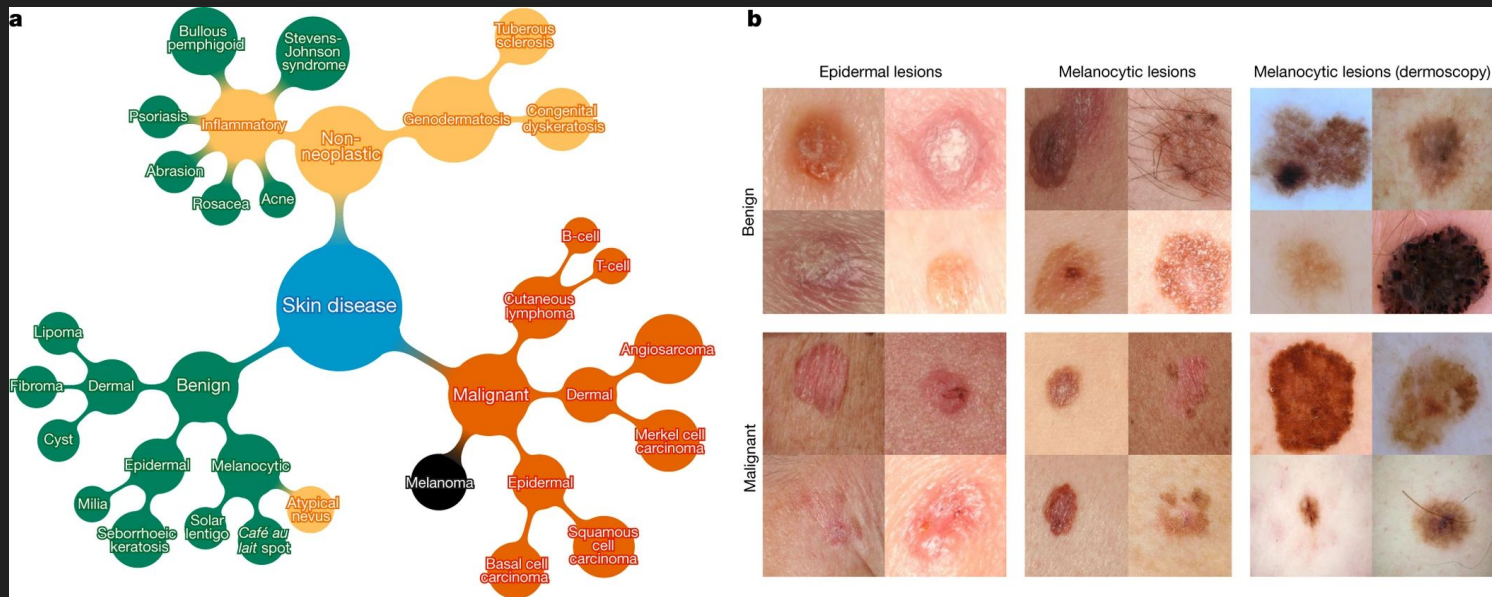 a
Bullous
pemphigoid
Stevens-
Johnson
syndrome
Psoriasis
Inflammatory
Abrasion
Rosacea
Acne
Non-
neoplastic
Genodermatosis
Tuberous
sclerosis
Congenital
dyskeratosis
Skin disease
Lipoma
Fibroma
Dermal
Cyst
Benign
Epidermal
Melanocytic
Milia
Seborrhoeic
keratosis
Solar
lentigo
Café au
lait spot
Atypical
nevus
B-cell
T-cell
Cutaneous
lymphoma
Angiosarcoma
Malignant
Dermal
Merkel cell
carcinoma
Melanoma
Epidermal
Basal cell
carcinoma
Squamous
cell
carcinoma
b
Epidermal lesions
Melanocytic lesions
Melanocytic lesions (dermoscopy)
Benign
Malignant